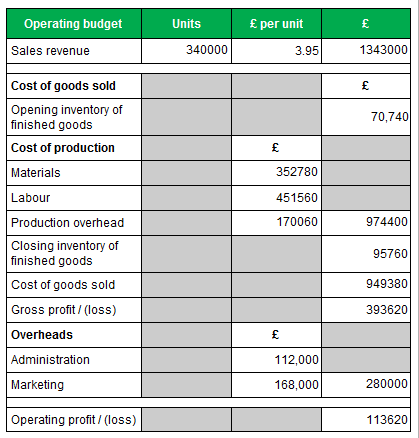 Operating budget Units £ per unit £
Sales revenue 340000 3.95 1343000
Cost of goods sold £
Opening inventory of
finished goods 70,740
Cost of production £
Materials 352780
Labour 451560
Production overhead 170060 974400
Closing inventory of
finished goods 95760
Cost of goods sold 949380
Gross profit / (loss) 393620
Overheads £
Administration 112,000
Marketing 168,000 280000
Operating profit / (loss) 113620